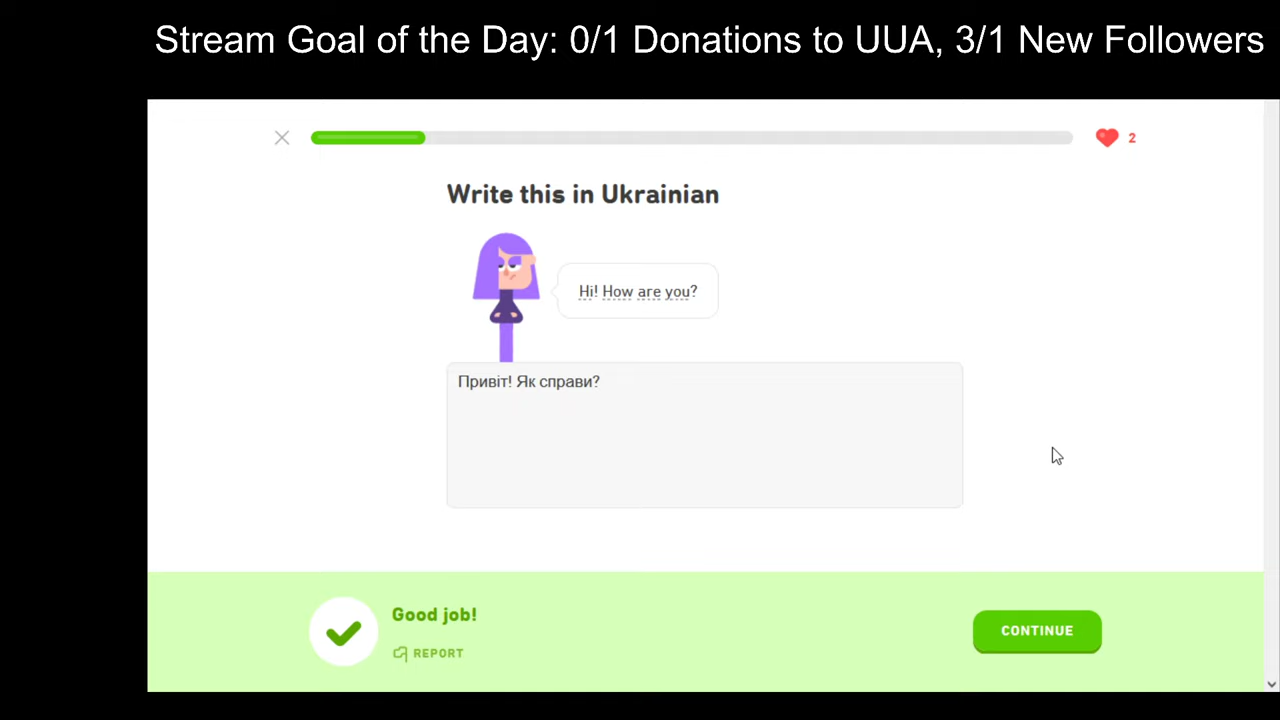 Stream Goal of the Day: 0/1 Donations to UUA, 3/1 New Followers
2
Write this in Ukrainian
Hi! How are you?
Привіт! Як справи?
Good job!
REPORT
CONTINUE